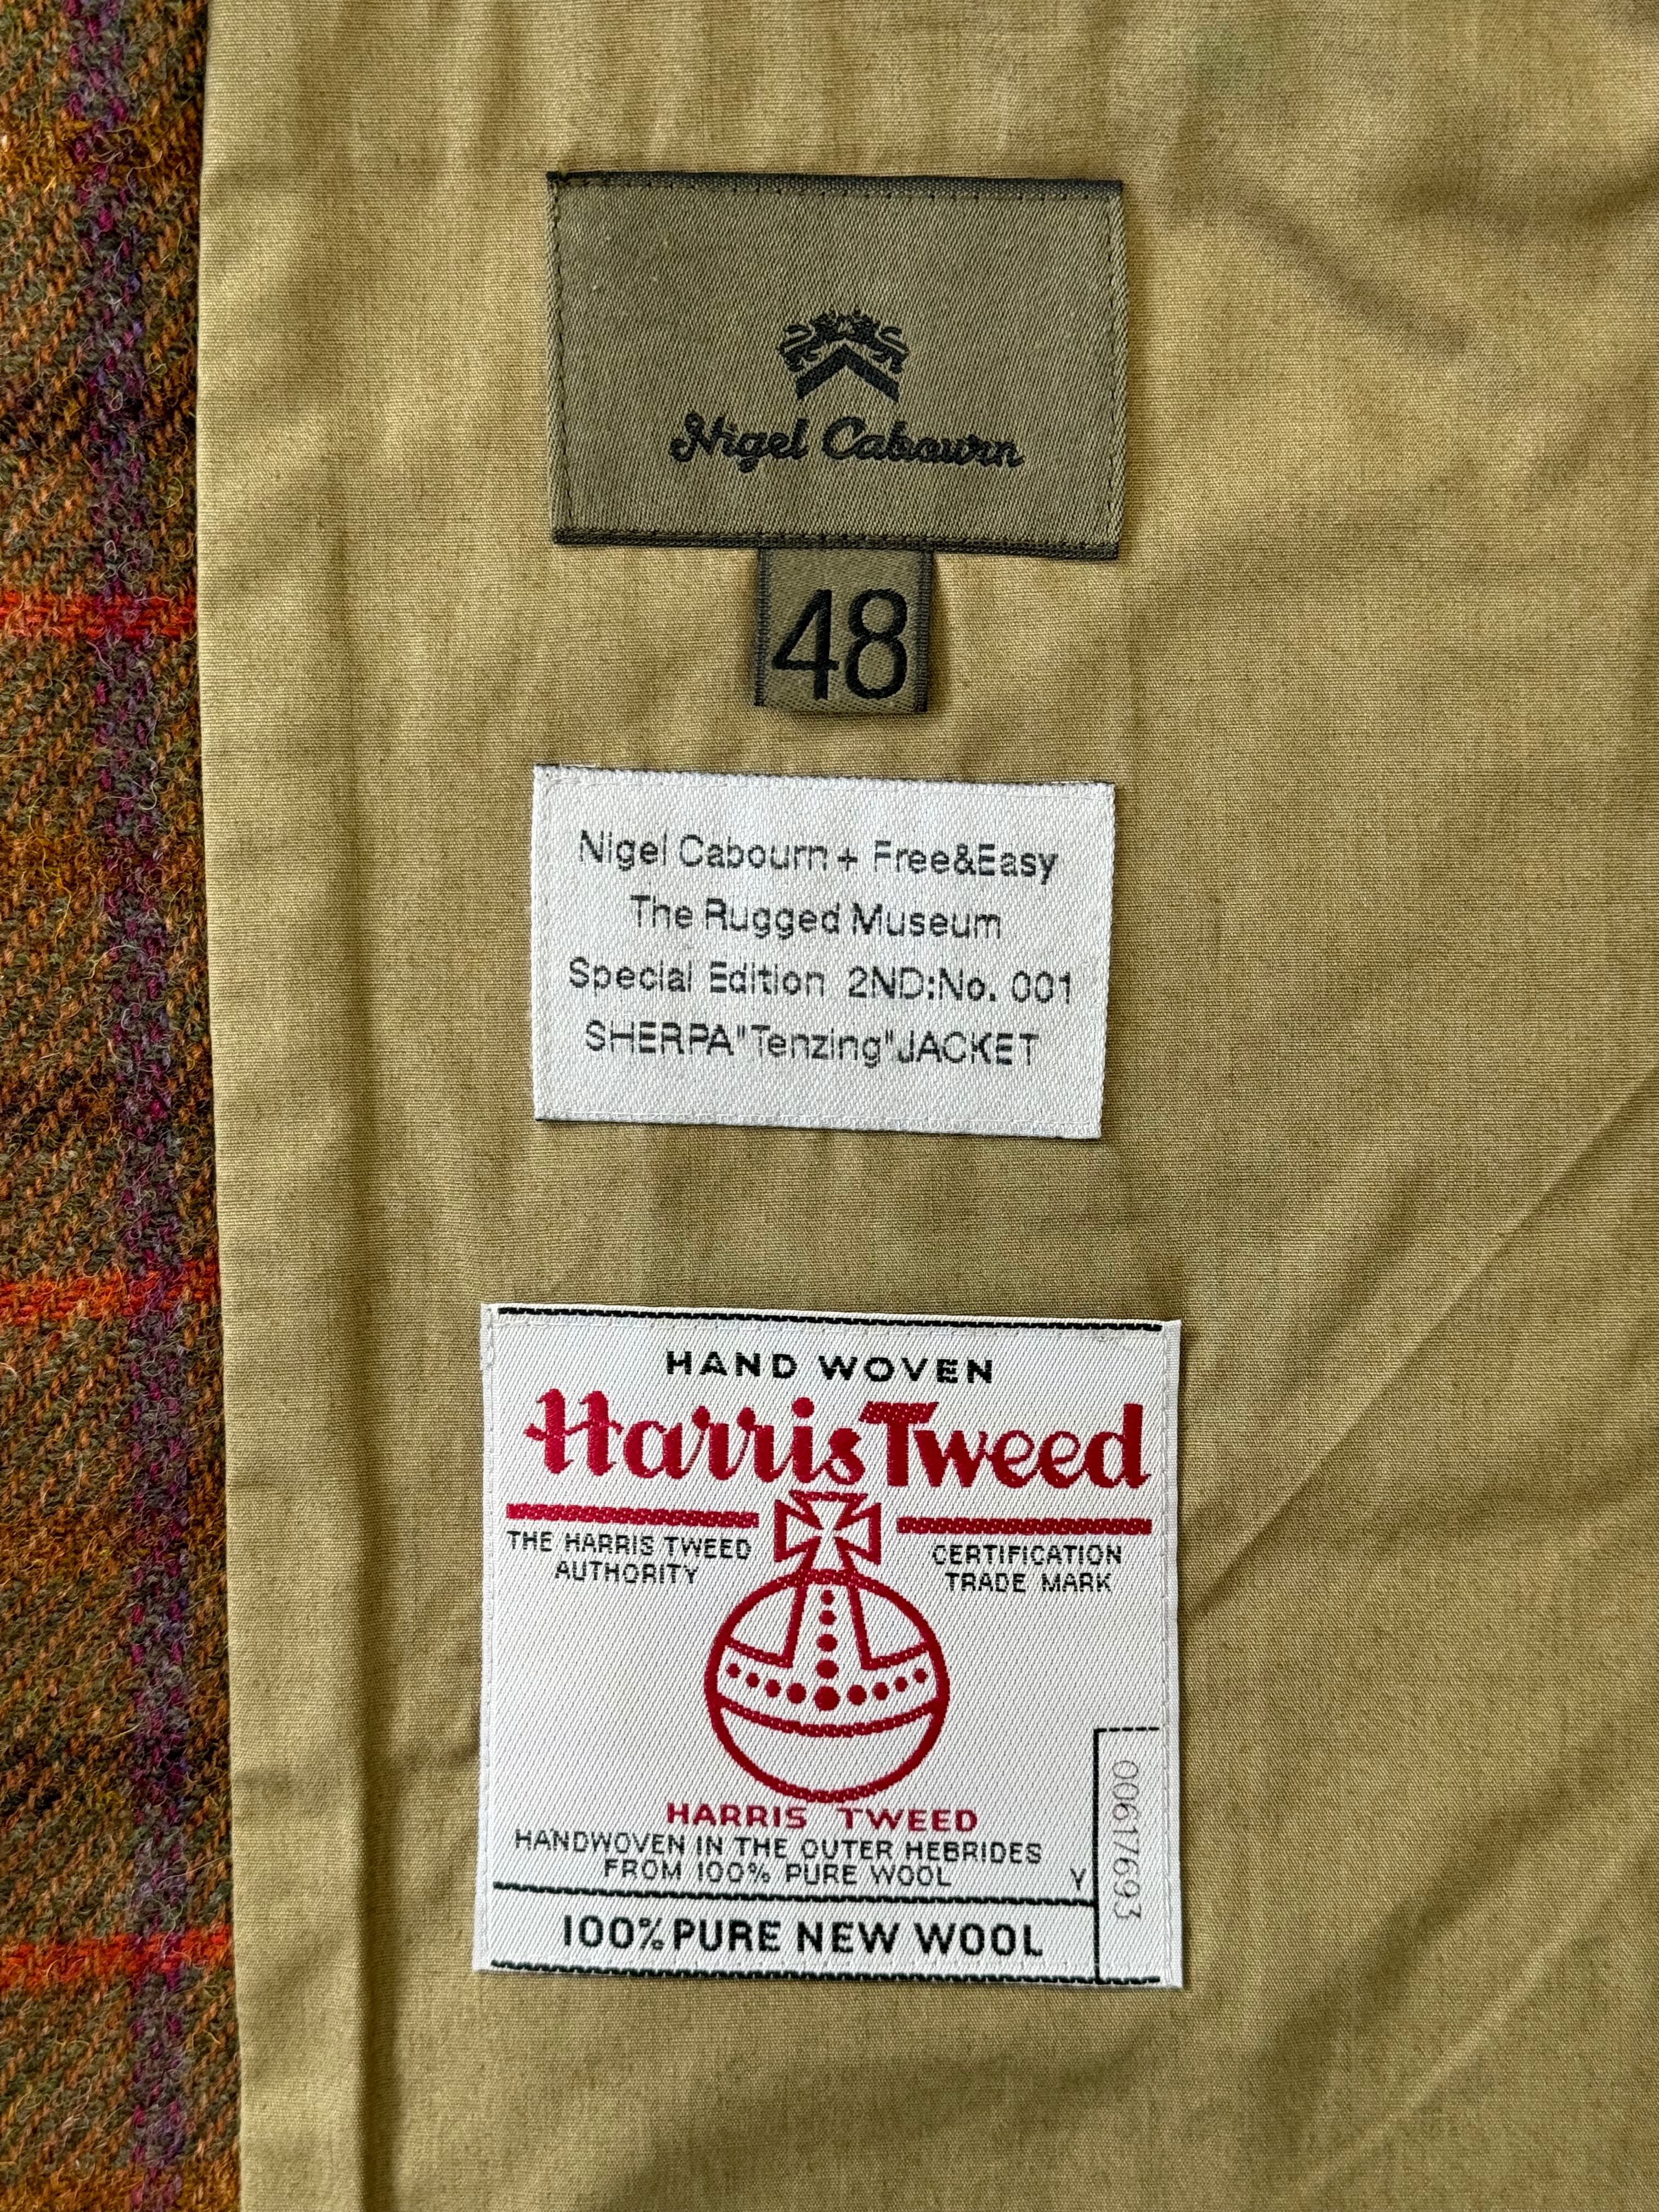 Nigel Cabourn
48
Nigel Cabourn + Free&Easy
The Rugged Museum
Special Edition 2ND:No. 001
SHERPA"Tenzing"JACKET
HAND WOVEN
Harris Tweed
THE HARRIS TWEED
AUTHORITY
CERTIFICATION
TRADE MARK
HARRIS TWEED
HANDWOVEN IN THE OUTER HEBRIDES
FROM 100% PURE WOOL
Y
00617693
100% PURE NEW WOOL